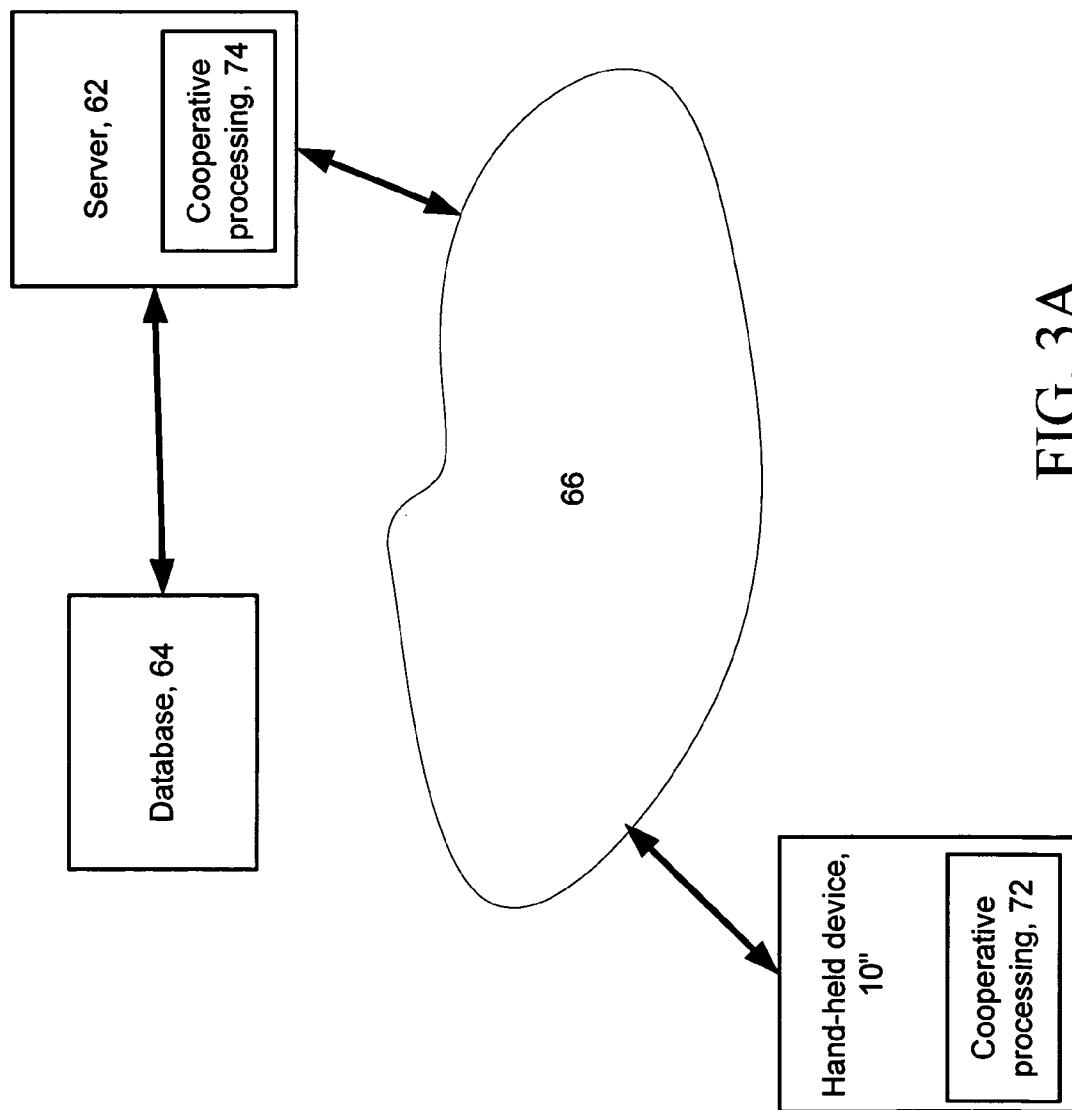 Database, 64
Server, 62
Cooperative
processing, 74
66
Hand-held device,
10"
Cooperative
processing, 72
FIG. 3A